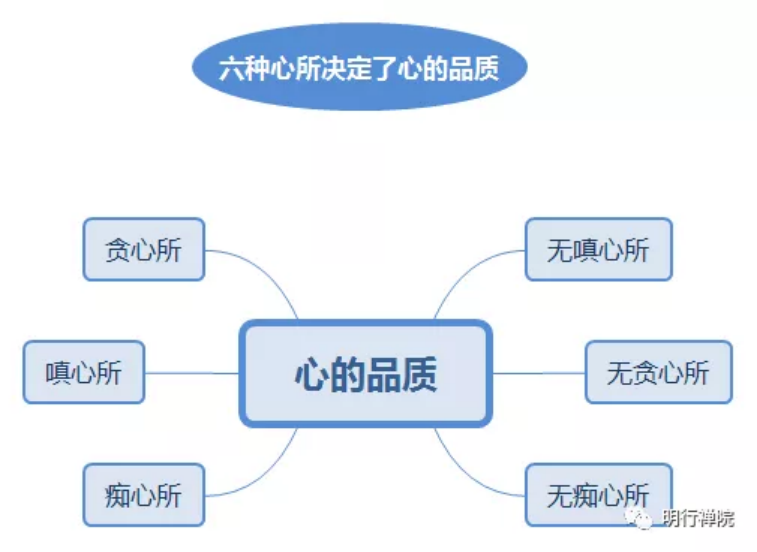 六种心所决定了心的品质
贪心所
无嗔心所
嗔心所
心的品质
无贪心所
痴心所
无痴心所
明行禅院